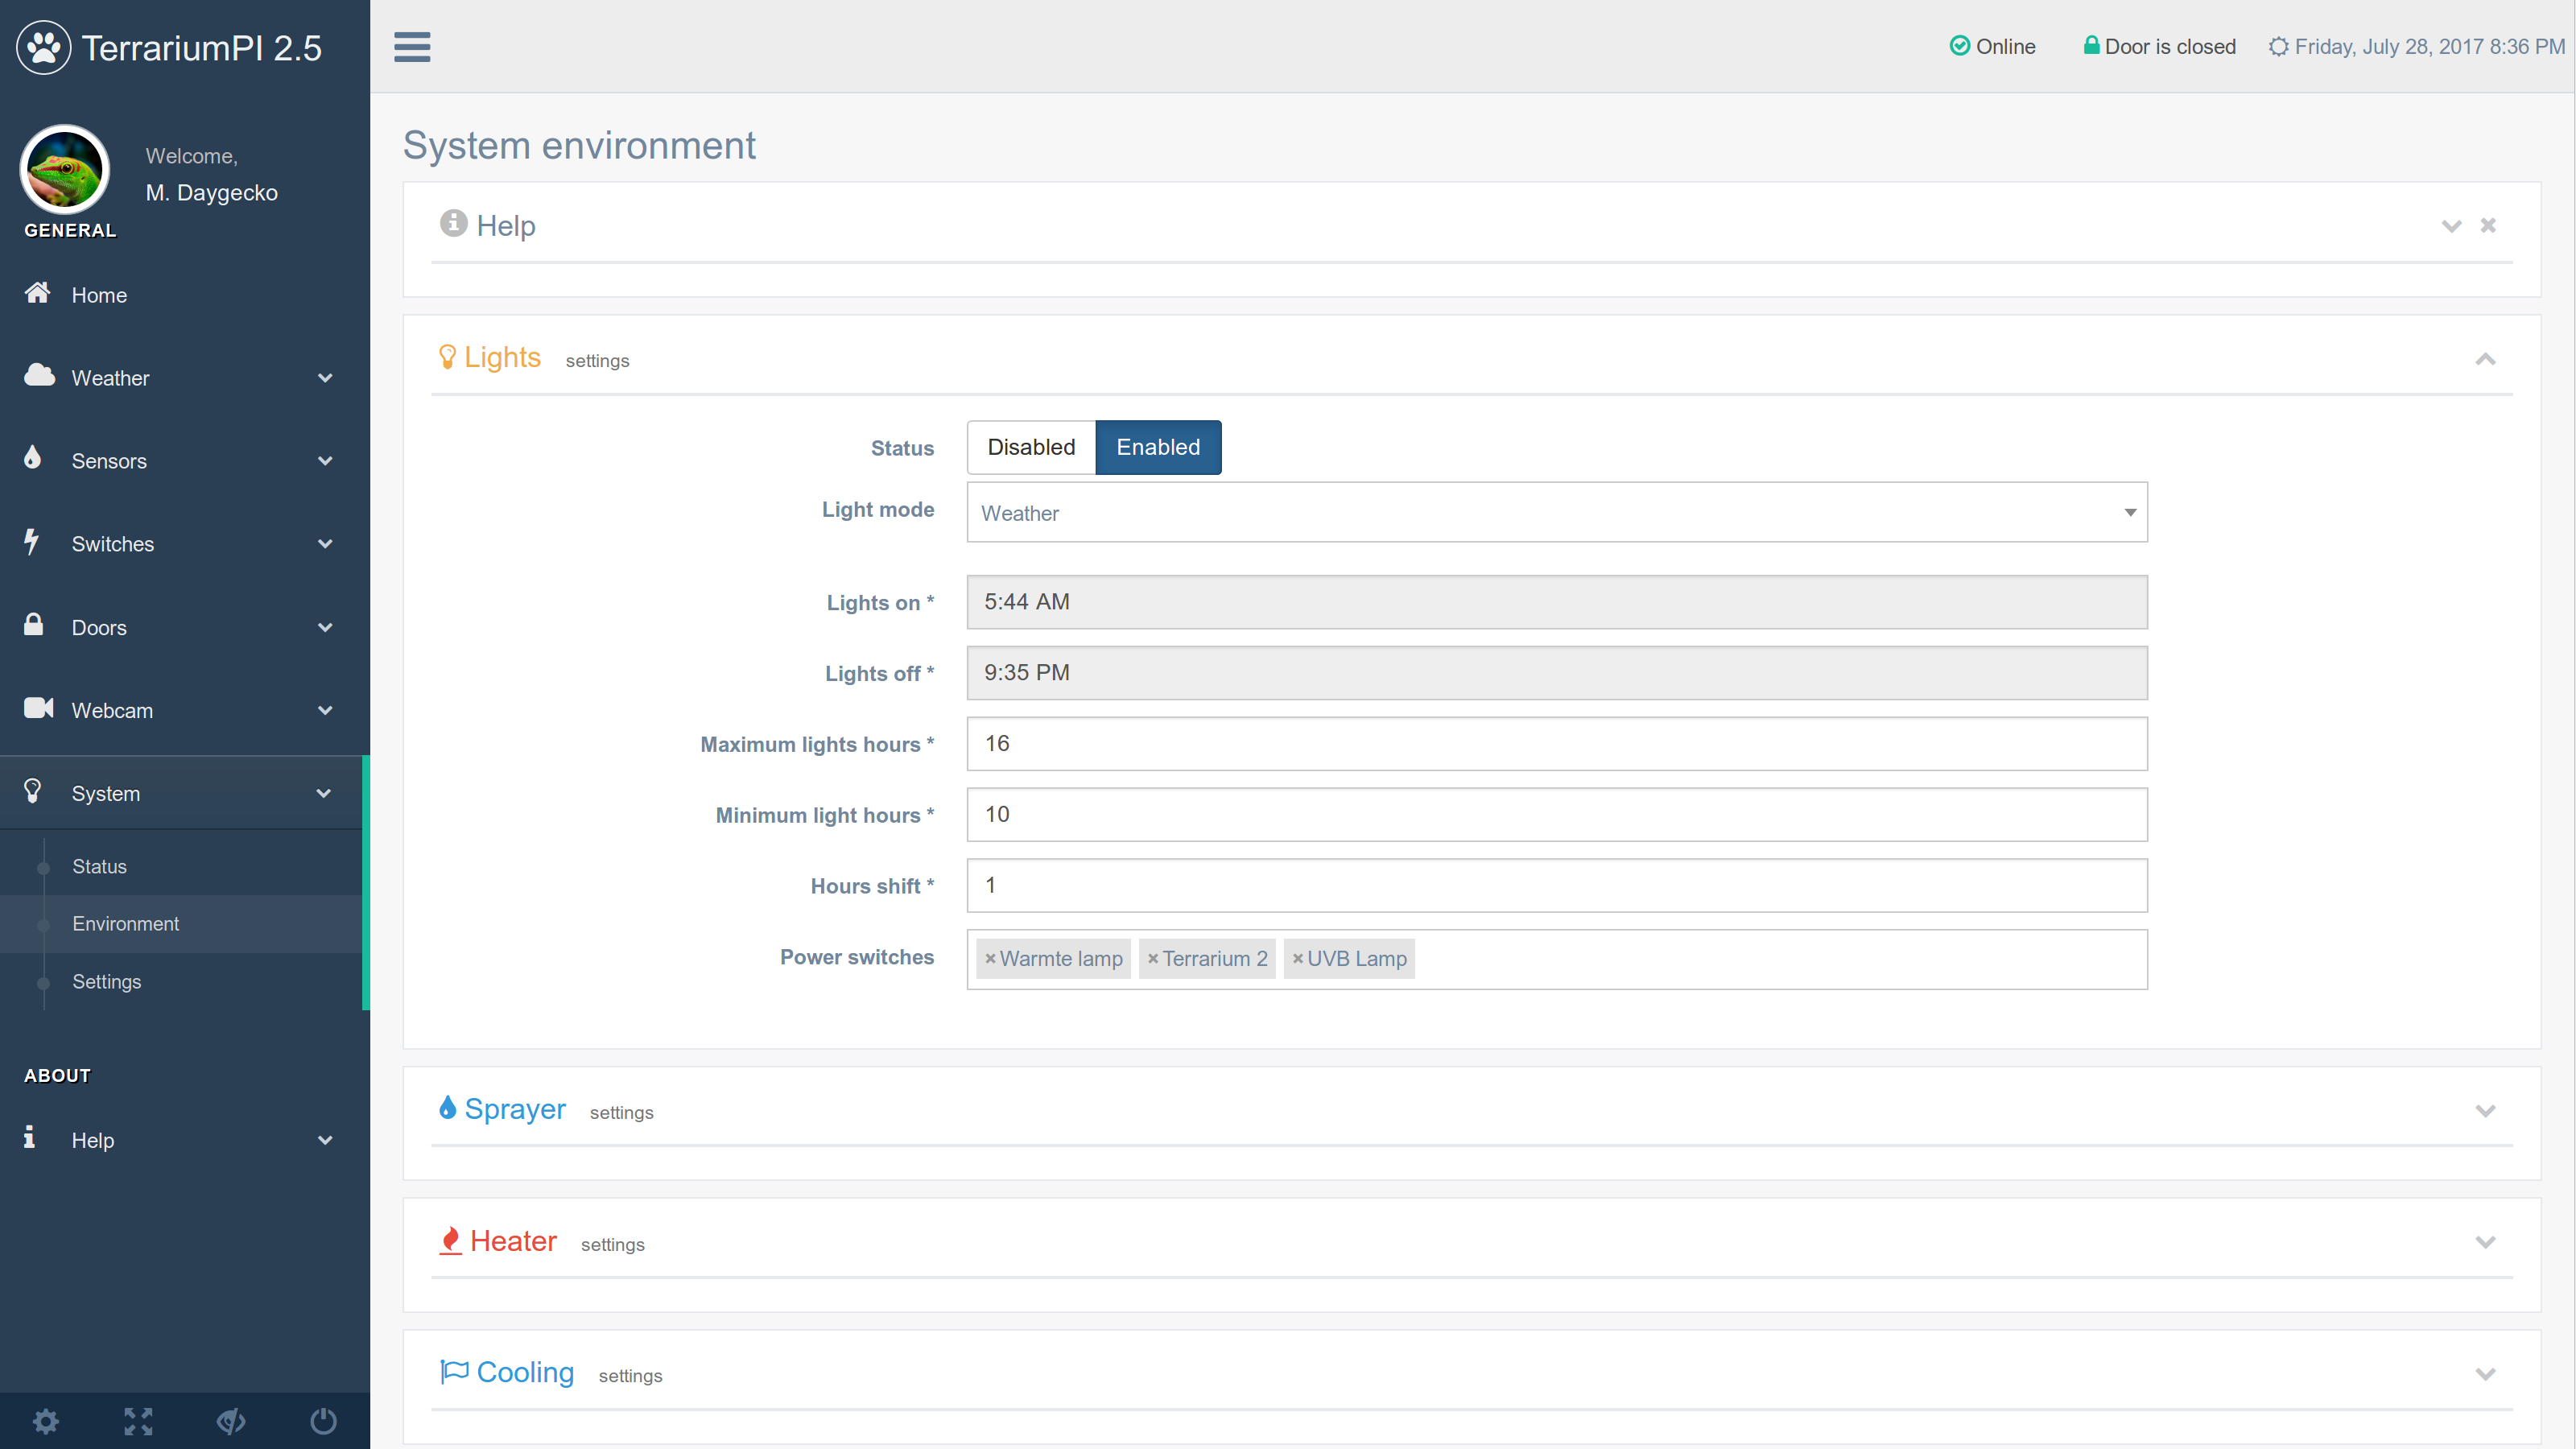 TerrariumPI 2.5
Online
Door is closed
Friday, July 28, 2017 8:36 PM
Welcome,
M. Daygecko
GENERAL
Home
Weather
Sensors
Switches
Doors
Webcam
System
Status
Environment
Settings
ABOUT
Help
System environment
Help
Lights settings
Status Disabled Enabled
Light mode Weather
Lights on * 5:44 AM
Lights off * 9:35 PM
Maximum lights hours * 16
Minimum light hours * 10
Hours shift * 1
Power switches ×Warmte lamp ×Terrarium 2 ×UVB Lamp
Sprayer settings
Heater settings
Cooling settings